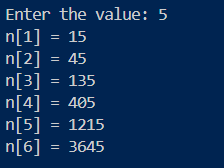 Enter the value: 5
n[1] = 15
n[2] = 45
n[3] = 135
n[4] = 405
n[5] = 1215
n[6] = 3645